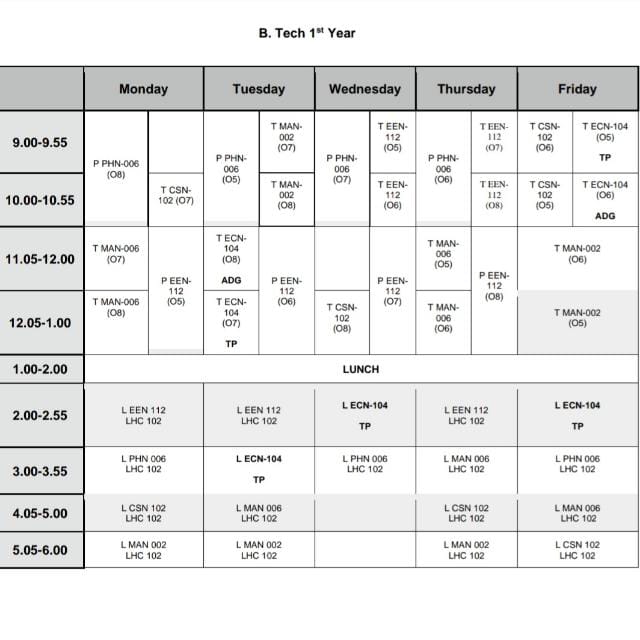 B. Tech 1st Year
Monday
Tuesday
Wednesday
Thursday
Friday
9.00-9.55
P PHN-006
(O8)
P PHN-
006
(O5)
T MAN-
002
(O7)
P PHN-
006
(O7)
T EEN-
112
(O5)
P PHN-
006
(O6)
T EEN-
112
(O7)
T CSN-
102
(O6)
T ECN-104
(O5)
TP
10.00-10.55
T CSN-
102 (O7)
T MAN-
002
(O8)
T EEN-
112
(O6)
T EEN-
112
(O8)
T CSN-
102
(O5)
T ECN-104
(O6)
ADG
11.05-12.00
T MAN-006
(O7)
P EEN-
112
(O5)
T ECN-
104
(O8)
ADG
P EEN-
112
(O6)
P EEN-
112
(O7)
T MAN-
006
(O5)
P EEN-
112
(O8)
T MAN-002
(O6)
12.05-1.00
T MAN-006
(O8)
T ECN-
104
(O7)
TP
T CSN-
102
(O8)
T MAN-
006
(O6)
T MAN-002
(O5)
1.00-2.00
LUNCH
2.00-2.55
L EEN 112
LHC 102
L EEN 112
LHC 102
L ECN-104
TP
L EEN 112
LHC 102
L ECN-104
TP
3.00-3.55
L PHN 006
LHC 102
L ECN-104
TP
L PHN 006
LHC 102
L MAN 006
LHC 102
L PHN 006
LHC 102
4.05-5.00
L CSN 102
LHC 102
L MAN 006
LHC 102
L CSN 102
LHC 102
L MAN 006
LHC 102
5.05-6.00
L MAN 002
LHC 102
L MAN 002
LHC 102
L MAN 002
LHC 102
L CSN 102
LHC 102